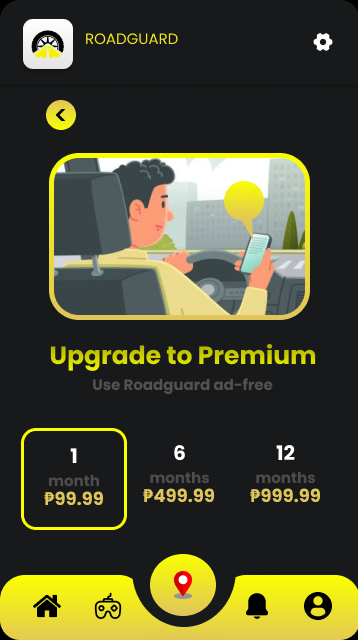 ROADGUARD
Upgrade to Premium
Use Roadguard ad-free
1
month
₱99.99
6
months
₱499.99
12
months
₱999.99